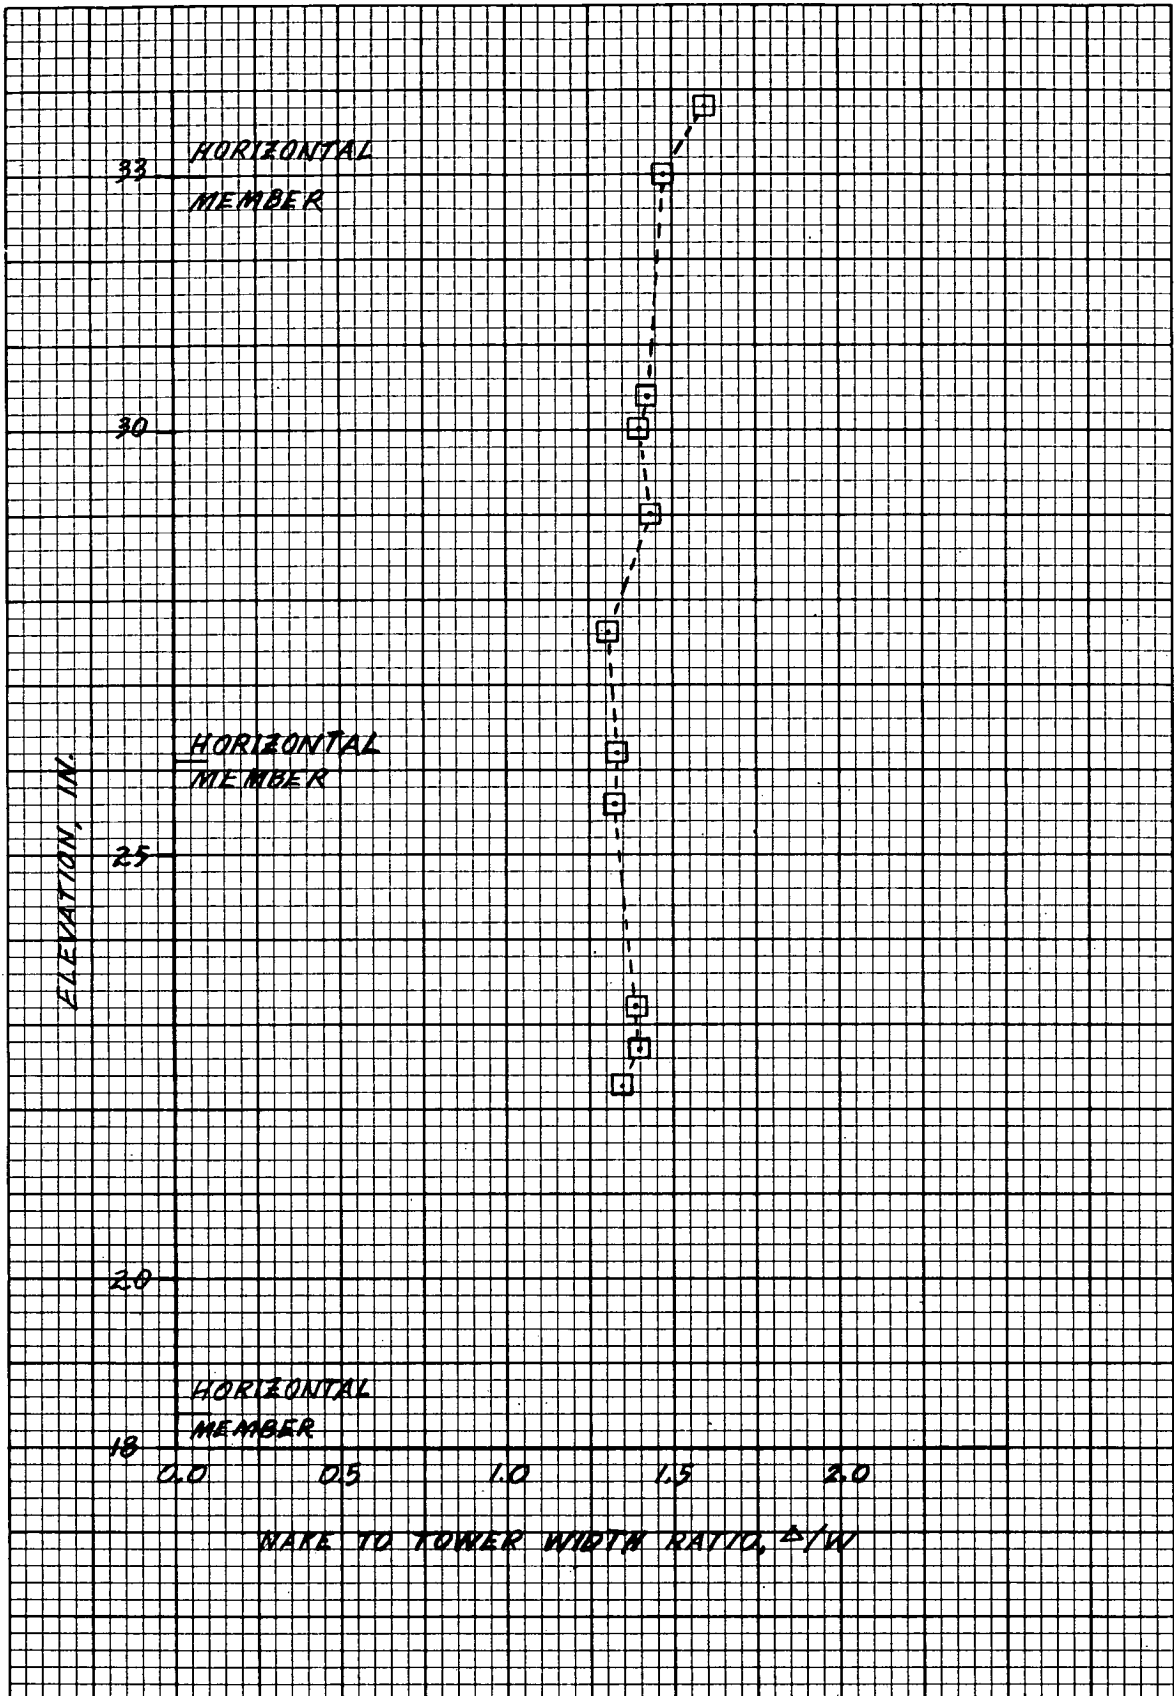 HORIZONTAL
33
MEMBER
30
HORIZONTAL
MEMBER
ELEVATION, IN.
25
20
HORIZONTAL
MEMBER
18
0.0 0.5 1.0 1.5 2.0
WAKE TO TOWER WIDTH RATIO, Δ/W